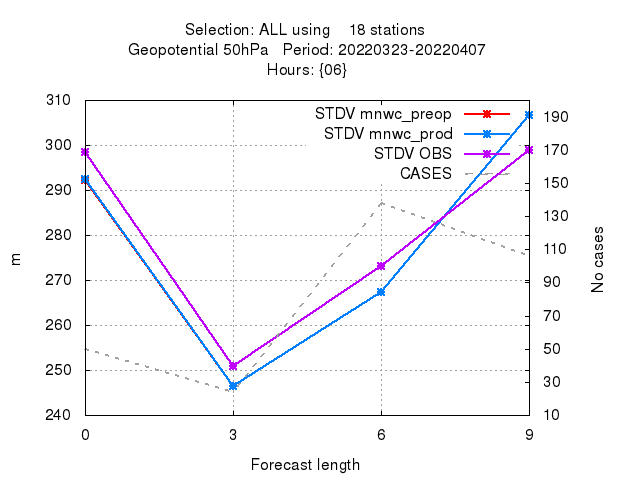 Selection: ALL using    18 stations
Geopotential 50hPa   Period: 20220323-20220407
Hours: {06}
STDV mnwc_preop
STDV mnwc_prod
STDV OBS
CASES
310
300
290
280
270
260
250
240
m
190
170
150
130
110
90
70
50
30
10
No cases
0 3 6 9
Forecast length